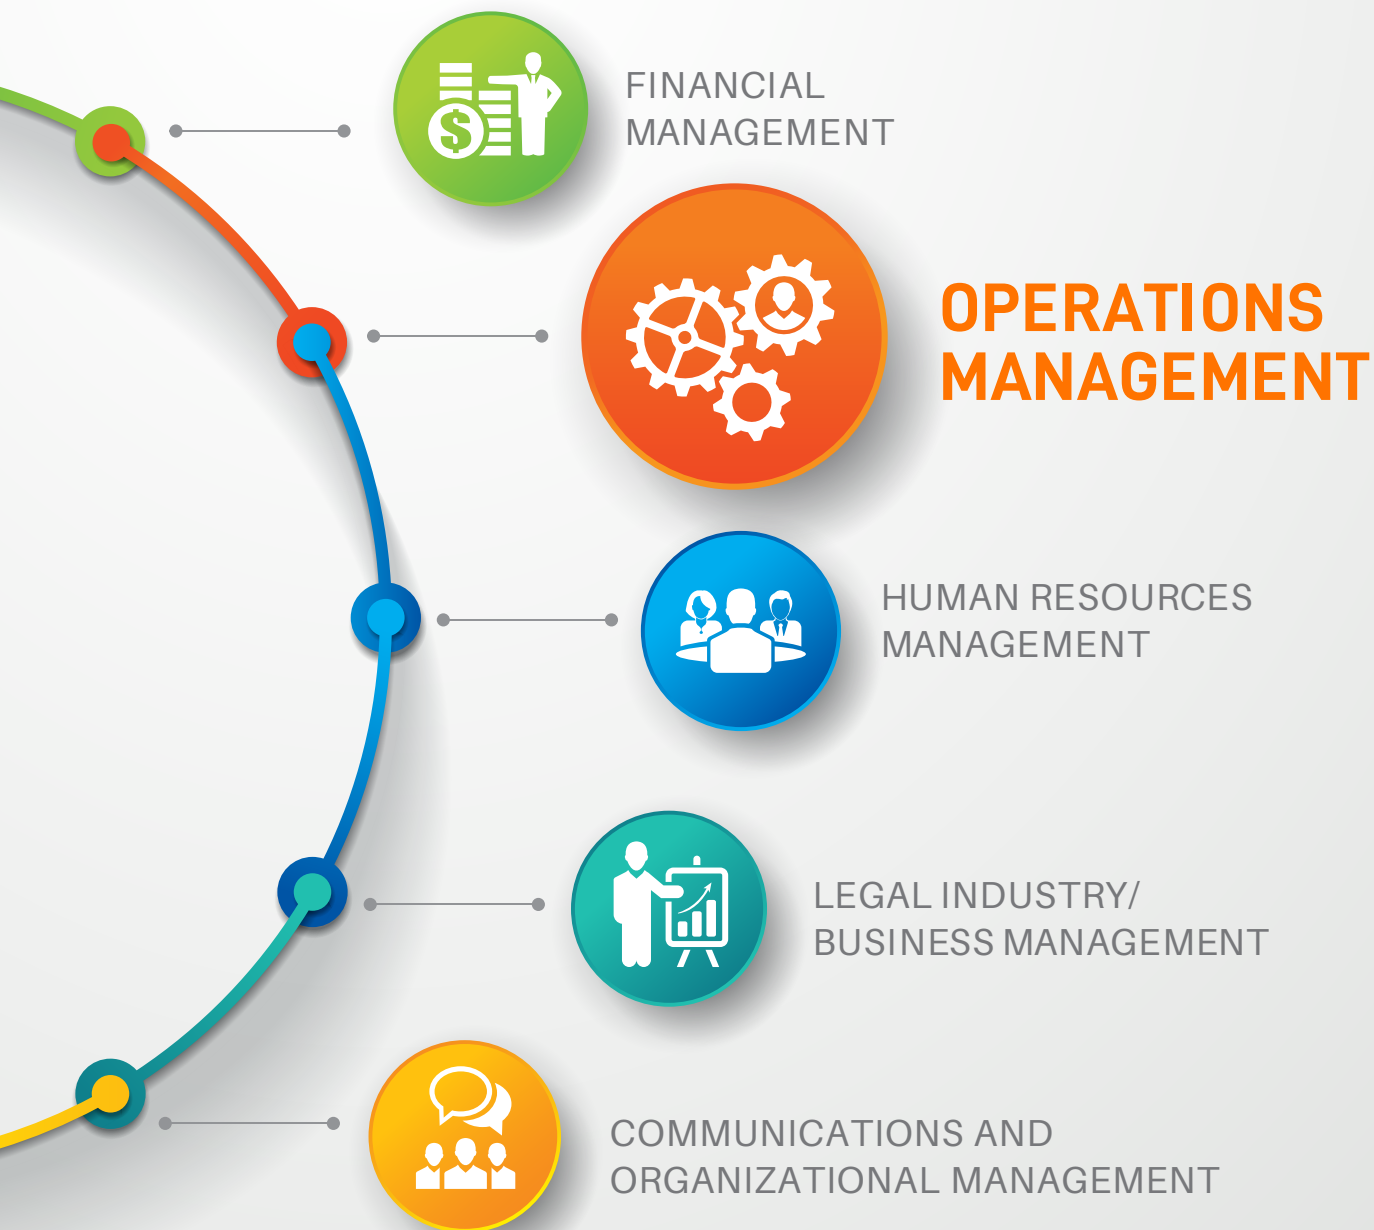 FINANCIAL
MANAGEMENT
OPERATIONS
MANAGEMENT
HUMAN RESOURCES
MANAGEMENT
LEGAL INDUSTRY/
BUSINESS MANAGEMENT
COMMUNICATIONS AND
ORGANIZATIONAL MANAGEMENT
$